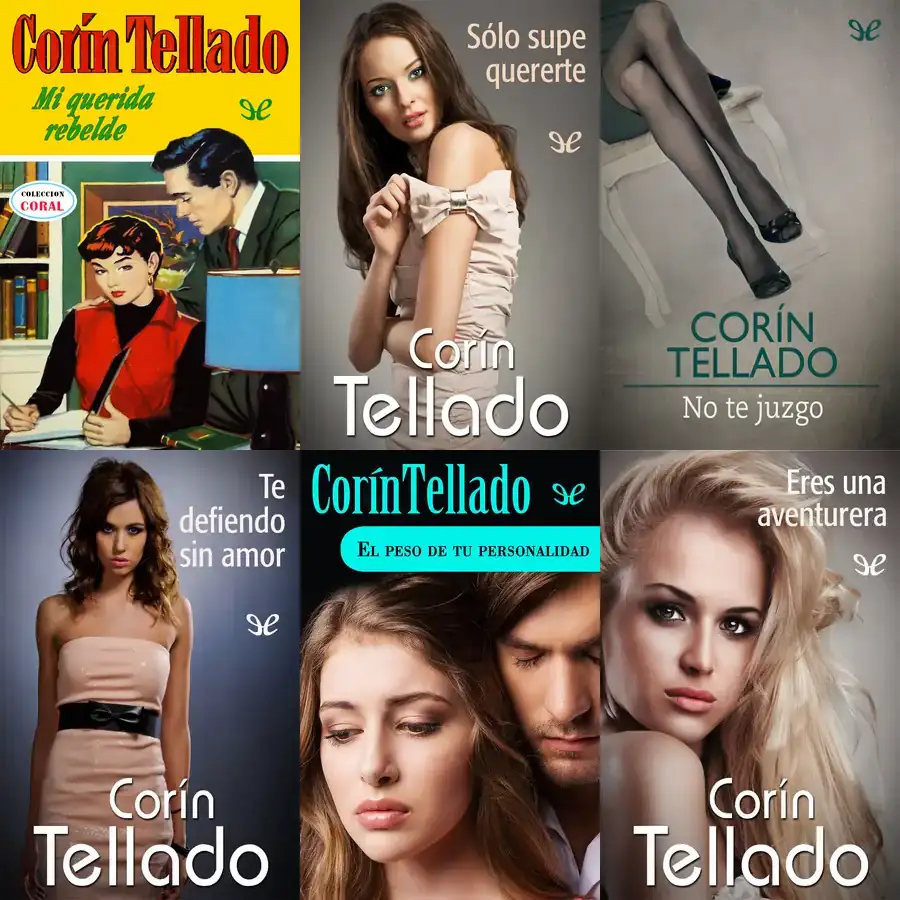 Corín Tellado
Mi querida
rebelde
COLECCION
CORAL
Sólo supe
quererte
Corín
Tellado
CORÍN
TELLADO
No te juzgo
Te
defiendo
sin amor
Corín
Tellado
CorínTellado
EL PESO DE TU PERSONALIDAD
Eres una
aventurera
Corín
Tellado